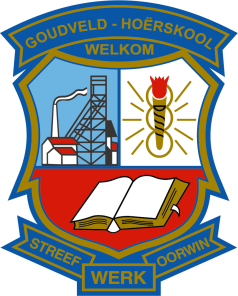 GOUDVELD - HOËRSKOOL
WELKOM
STREEF WERK OORWIN